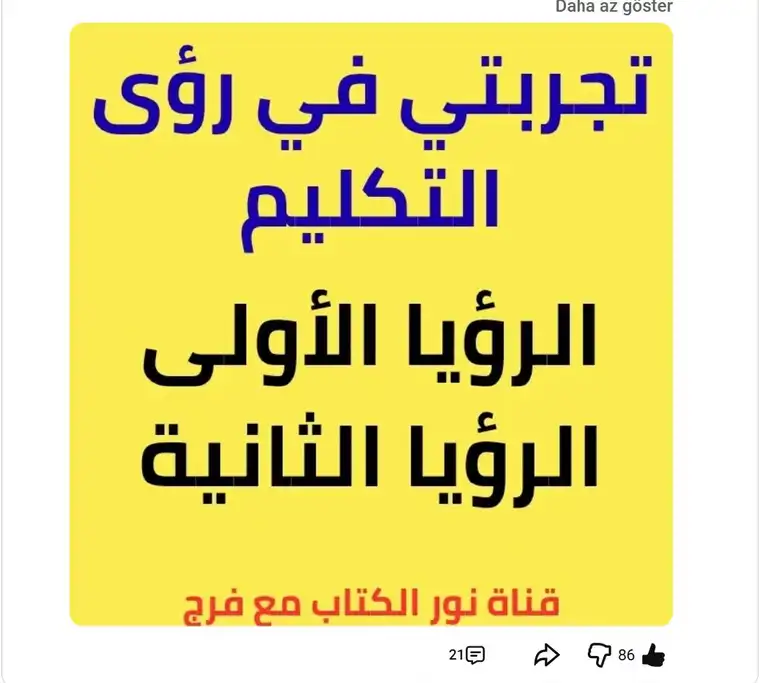 Daha az göster
تجربتي في رؤى
التكليم
الرؤيا الأولى
الرؤيا الثانية
قناة نور الكتاب مع فرج
21
86